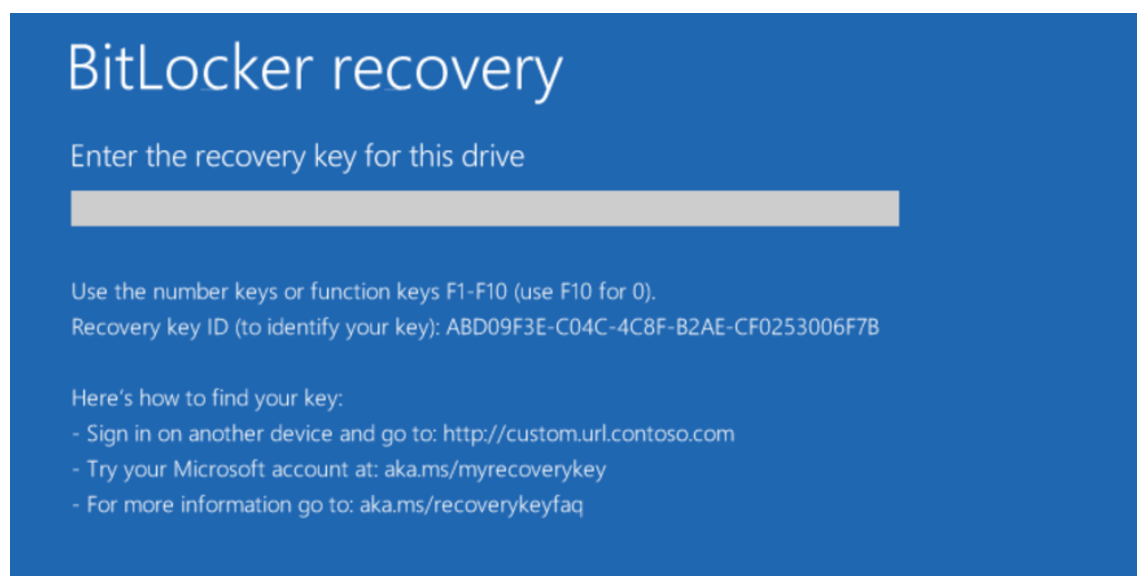 BitLocker recovery
Enter the recovery key for this drive
Use the number keys or function keys F1-F10 (use F10 for 0).
Recovery key ID (to identify your key): ABD09F3E-C04C-4C8F-B2AE-CF0253006F7B
Here's how to find your key:
- Sign in on another device and go to: http://custom.url.contoso.com
- Try your Microsoft account at: aka.ms/myrecoverykey
- For more information go to: aka.ms/recoverykeyfaq